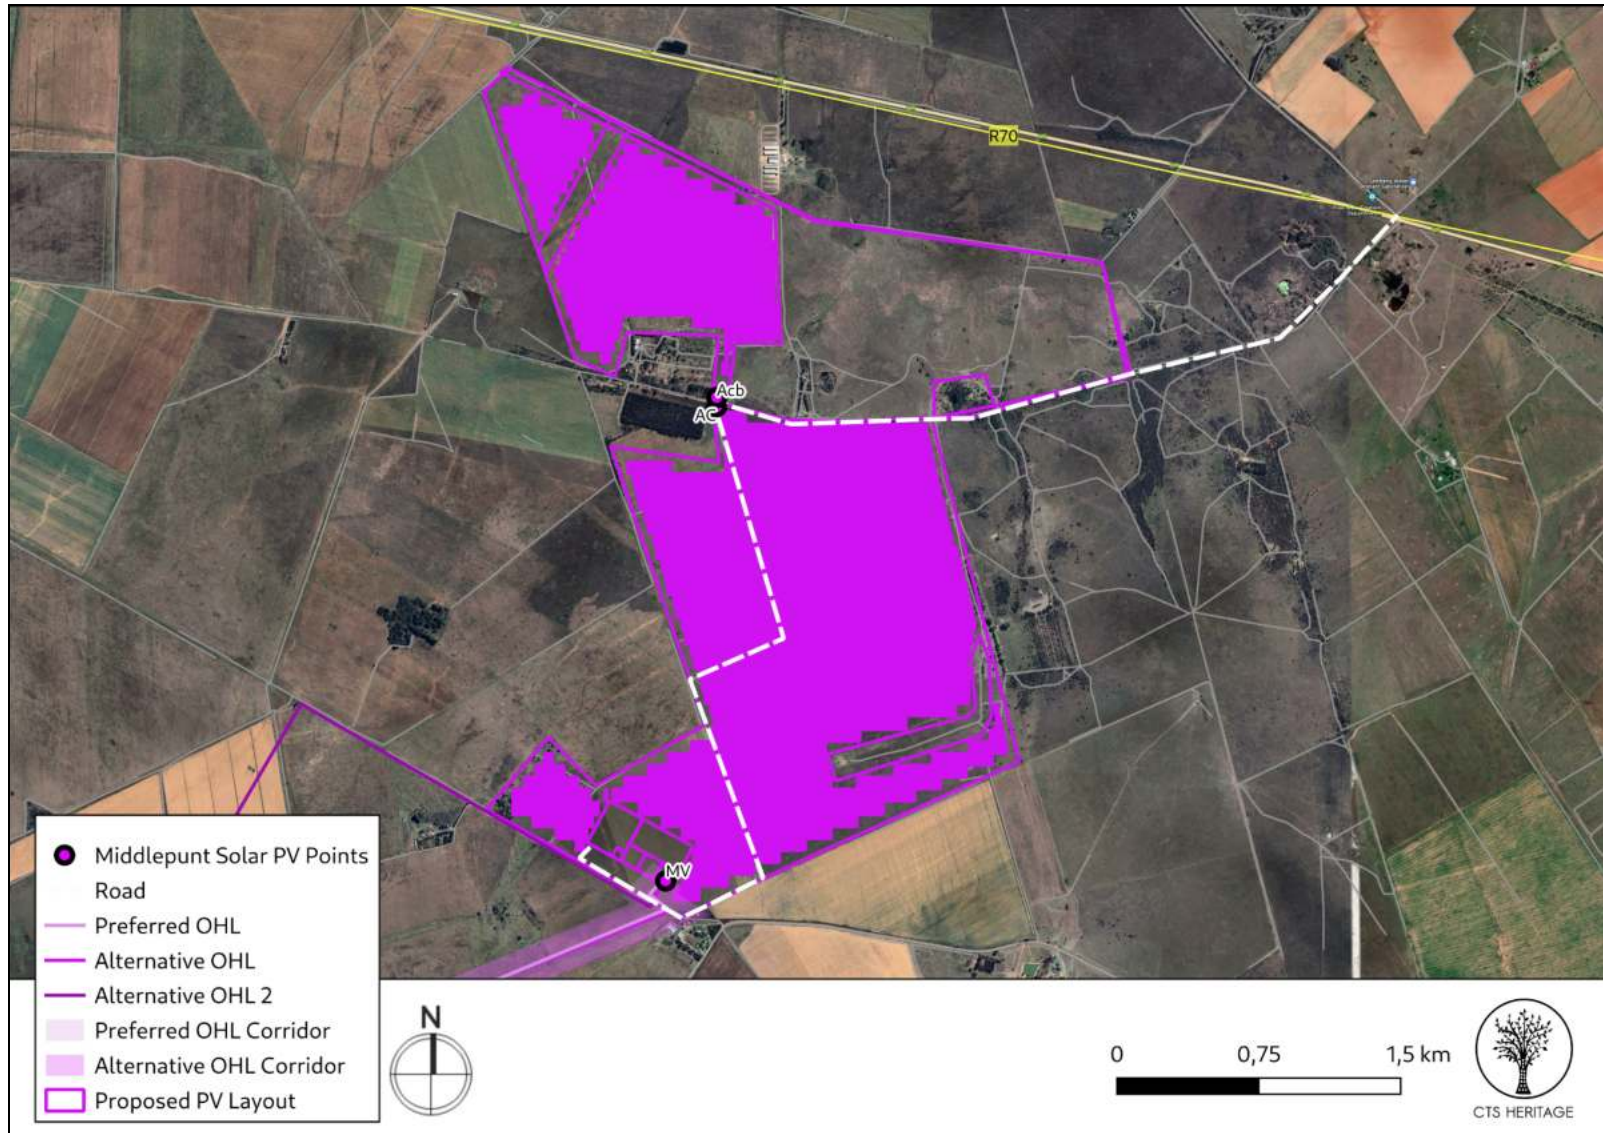 R70
Acb
AC
MV
Middlepunt Solar PV Points
Road
Preferred OHL
Alternative OHL
Alternative OHL 2
Preferred OHL Corridor
Alternative OHL Corridor
Proposed PV Layout
N
0 0,75 1,5 km
CTS HERITAGE